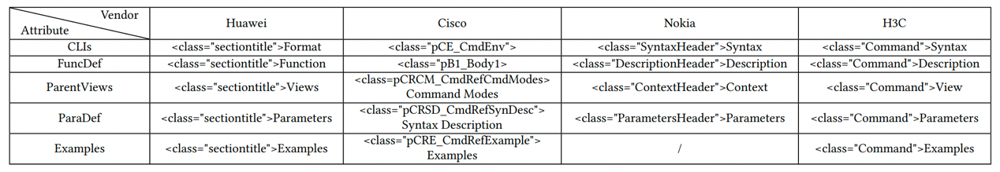 Vendor
Attribute
Huawei
Cisco
Nokia
H3C
CLIs
<class="sectiontitle">Format
<class="pCE_CmdEnv">
<class="SyntaxHeader">Syntax
<class="Command">Syntax
FuncDef
<class="sectiontitle">Function
<class="pB1_Body1>
<class="DescriptionHeader">Description
<class="Command">Description
ParentViews
<class="sectiontitle">Views
<class=pCRCM_CmdRefCmdModes>
Command Modes
<class="ContextHeader">Context
<class="Command">View
ParaDef
<class="sectiontitle">Parameters
<class="pCRSD_CmdRefSynDesc">
Syntax Description
<class="ParametersHeader">Parameters
<class="Command">Parameters
Examples
<class="sectiontitle">Examples
<class="pCRE_CmdRefExample">
Examples
/
<class="Command">Examples